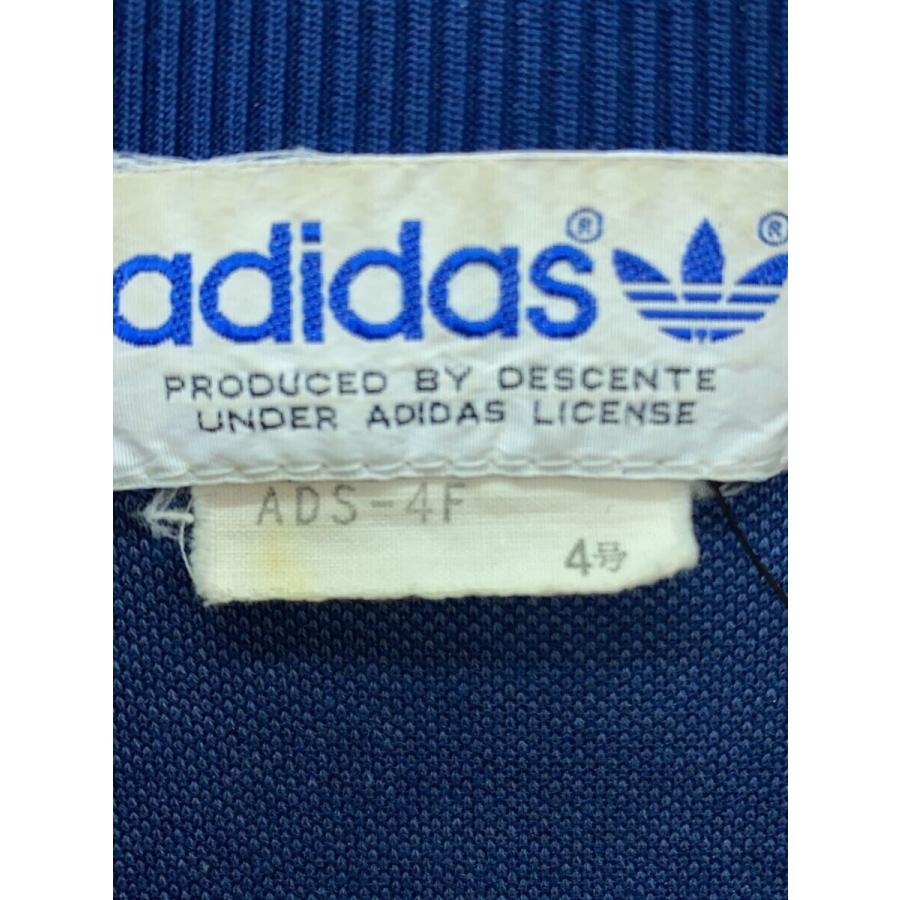 adidas® ®
PRODUCED BY DESCENTE
UNDER ADIDAS LICENSE
ADS-4F
4号